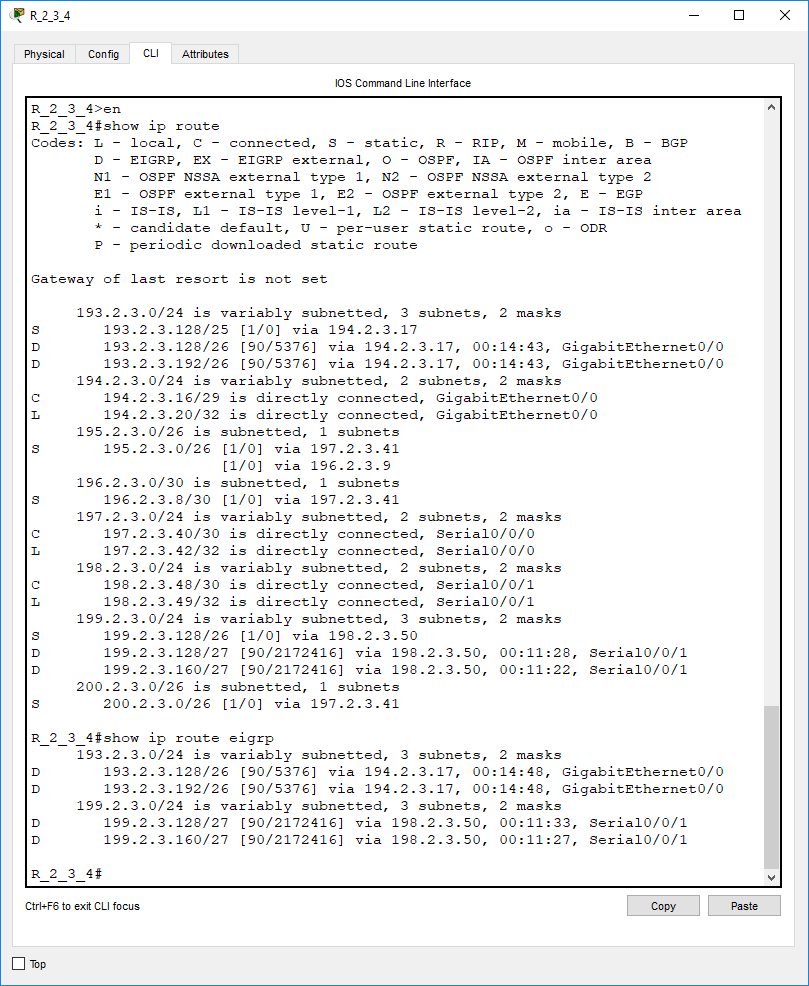 R_2_3_4
Physical Config CLI Attributes
IOS Command Line Interface
R_2_3_4>en
R_2_3_4#show ip route
Codes: L - local, C - connected, S - static, R - RIP, M - mobile, B - BGP
D - EIGRP, EX - EIGRP external, O - OSPF, IA - OSPF inter area
N1 - OSPF NSSA external type 1, N2 - OSPF NSSA external type 2
E1 - OSPF external type 1, E2 - OSPF external type 2, E - EGP
i - IS-IS, L1 - IS-IS level-1, L2 - IS-IS level-2, ia - IS-IS inter area
* - candidate default, U - per-user static route, o - ODR
P - periodic downloaded static route
Gateway of last resort is not set
193.2.3.0/24 is variably subnetted, 3 subnets, 2 masks
S 193.2.3.128/25 [1/0] via 194.2.3.17
D 193.2.3.128/26 [90/5376] via 194.2.3.17, 00:14:43, GigabitEthernet0/0
D 193.2.3.192/26 [90/5376] via 194.2.3.17, 00:14:43, GigabitEthernet0/0
194.2.3.0/24 is variably subnetted, 2 subnets, 2 masks
C 194.2.3.16/29 is directly connected, GigabitEthernet0/0
L 194.2.3.20/32 is directly connected, GigabitEthernet0/0
195.2.3.0/26 is subnetted, 1 subnets
S 195.2.3.0/26 [1/0] via 197.2.3.41
[1/0] via 196.2.3.9
196.2.3.0/30 is subnetted, 1 subnets
S 196.2.3.8/30 [1/0] via 197.2.3.41
197.2.3.0/24 is variably subnetted, 2 subnets, 2 masks
C 197.2.3.40/30 is directly connected, Serial0/0/0
L 197.2.3.42/32 is directly connected, Serial0/0/0
198.2.3.0/24 is variably subnetted, 2 subnets, 2 masks
C 198.2.3.48/30 is directly connected, Serial0/0/1
L 198.2.3.49/32 is directly connected, Serial0/0/1
199.2.3.0/24 is variably subnetted, 3 subnets, 2 masks
S 199.2.3.128/26 [1/0] via 198.2.3.50
D 199.2.3.128/27 [90/2172416] via 198.2.3.50, 00:11:28, Serial0/0/1
D 199.2.3.160/27 [90/2172416] via 198.2.3.50, 00:11:22, Serial0/0/1
200.2.3.0/26 is subnetted, 1 subnets
S 200.2.3.0/26 [1/0] via 197.2.3.41
R_2_3_4#show ip route eigrp
193.2.3.0/24 is variably subnetted, 3 subnets, 2 masks
D 193.2.3.128/26 [90/5376] via 194.2.3.17, 00:14:48, GigabitEthernet0/0
D 193.2.3.192/26 [90/5376] via 194.2.3.17, 00:14:48, GigabitEthernet0/0
199.2.3.0/24 is variably subnetted, 3 subnets, 2 masks
D 199.2.3.128/27 [90/2172416] via 198.2.3.50, 00:11:33, Serial0/0/1
D 199.2.3.160/27 [90/2172416] via 198.2.3.50, 00:11:27, Serial0/0/1
R_2_3_4#
Ctrl+F6 to exit CLI focus Copy Paste
Top